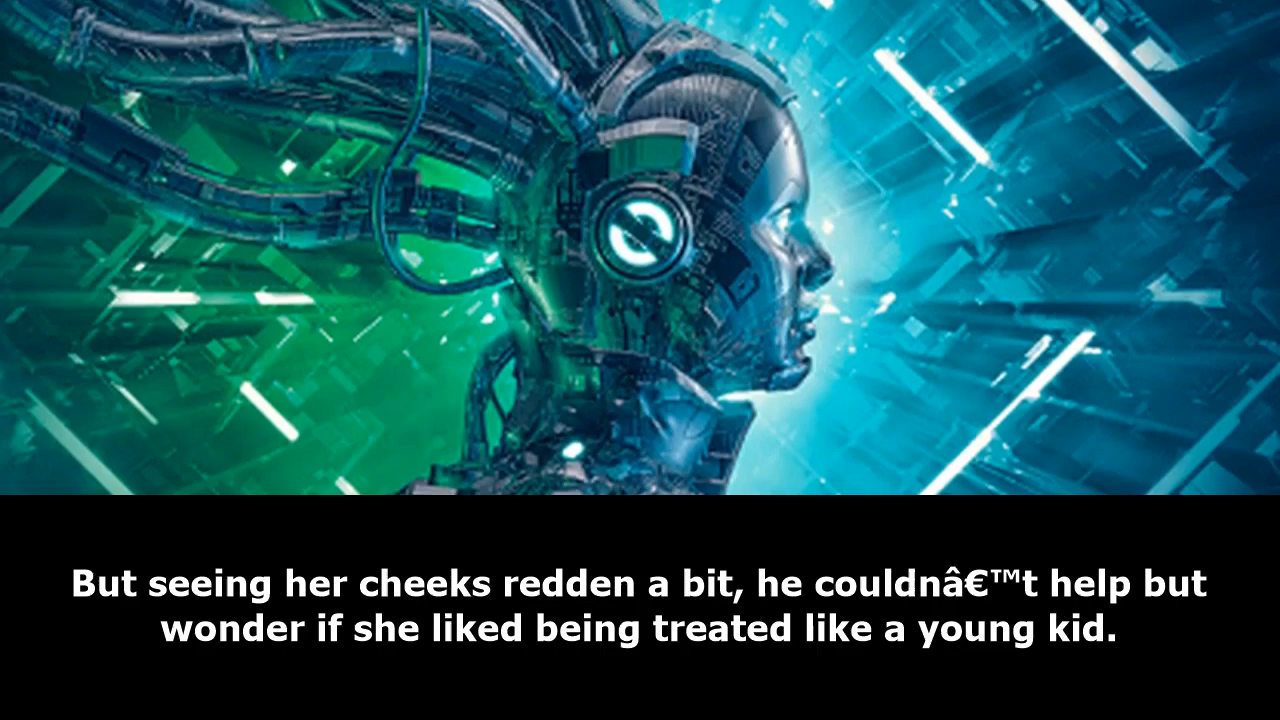 But seeing her cheeks redden a bit, he couldnâ€™t help but
wonder if she liked being treated like a young kid.